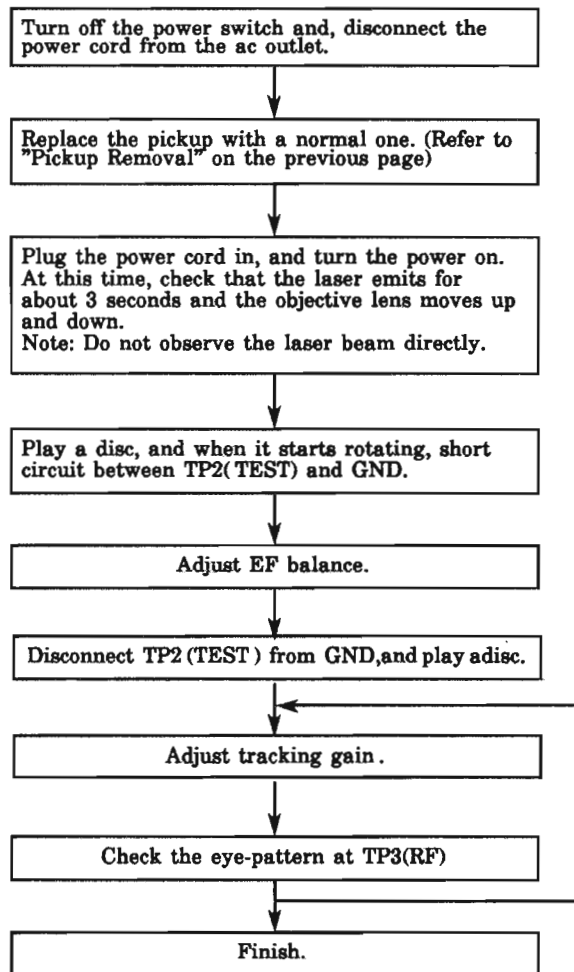 Turn off the power switch and, disconnect the
power cord from the ac outlet.
Replace the pickup with a normal one. (Refer to
"Pickup Removal" on the previous page)
Plug the power cord in, and turn the power on.
At this time, check that the laser emits for
about 3 seconds and the objective lens moves up
and down.
Note: Do not observe the laser beam directly.
Play a disc, and when it starts rotating, short
circuit between TP2(TEST) and GND.
Adjust EF balance.
Disconnect TP2 (TEST) from GND,and play adisc.
Adjust tracking gain.
Check the eye-pattern at TP3(RF)
Finish.